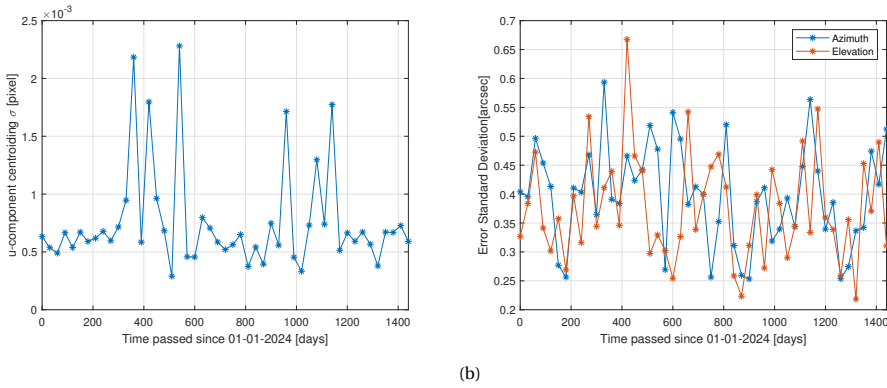 ×10⁻³
2.5
2
1.5
1
0.5
0
u-component centroiding σ [pixel]
0 200 400 600 800 1000 1200 1400
Time passed since 01-01-2024 [days]
0.7
0.65
0.6
0.55
0.5
0.45
0.4
0.35
0.3
0.25
0.2
Error Standard Deviation[arcsec]
Azimuth
Elevation
0 200 400 600 800 1000 1200 1400
Time passed since 01-01-2024 [days]
(b)